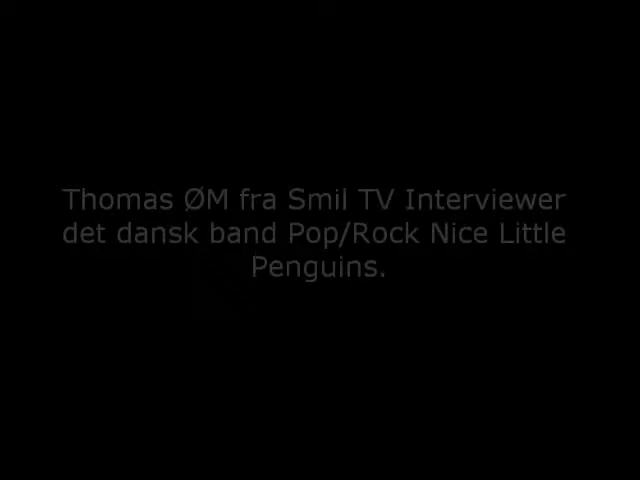 Thomas ØM fra Smil TV Interviewer
det dansk band Pop/Rock Nice Little
Penguins.